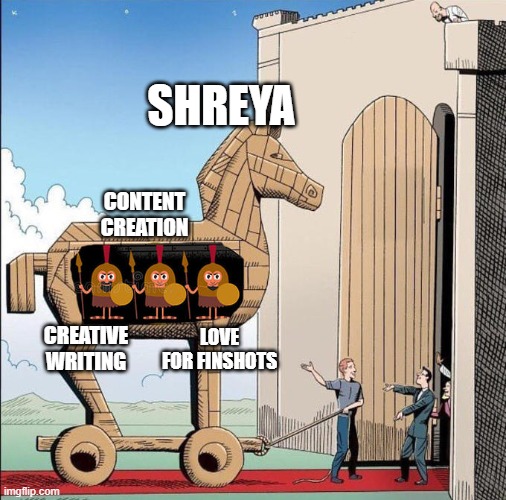 SHREYA
CONTENT
CREATION
CREATIVE
WRITING
LOVE
FOR FINSHOTS
imgflip.com